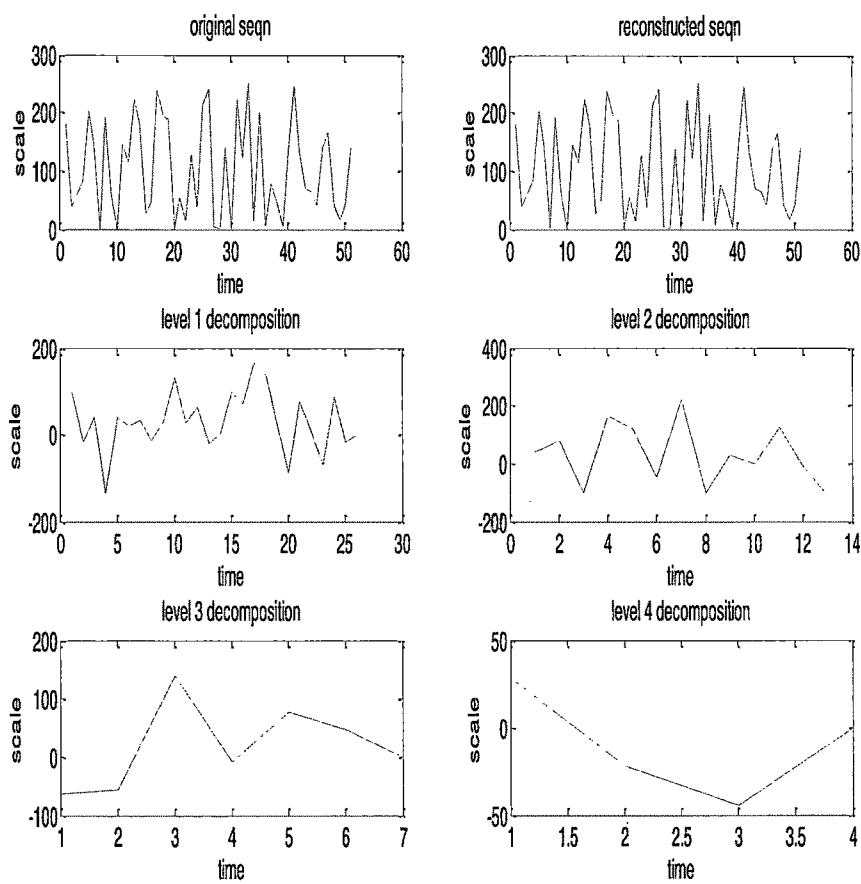 original seqn
reconstructed seqn
300
200
100
0
scale
0 10 20 30 40 50 60
time
300
200
100
0
scale
0 10 20 30 40 50 60
time
level 1 decomposition
level 2 decomposition
200
0
-200
scale
0 5 10 15 20 25 30
time
400
200
0
-200
scale
0 2 4 6 8 10 12 14
time
level 3 decomposition
level 4 decomposition
200
100
0
-100
scale
1 2 3 4 5 6 7
time
50
0
-50
scale
1 1.5 2 2.5 3 3.5 4
time